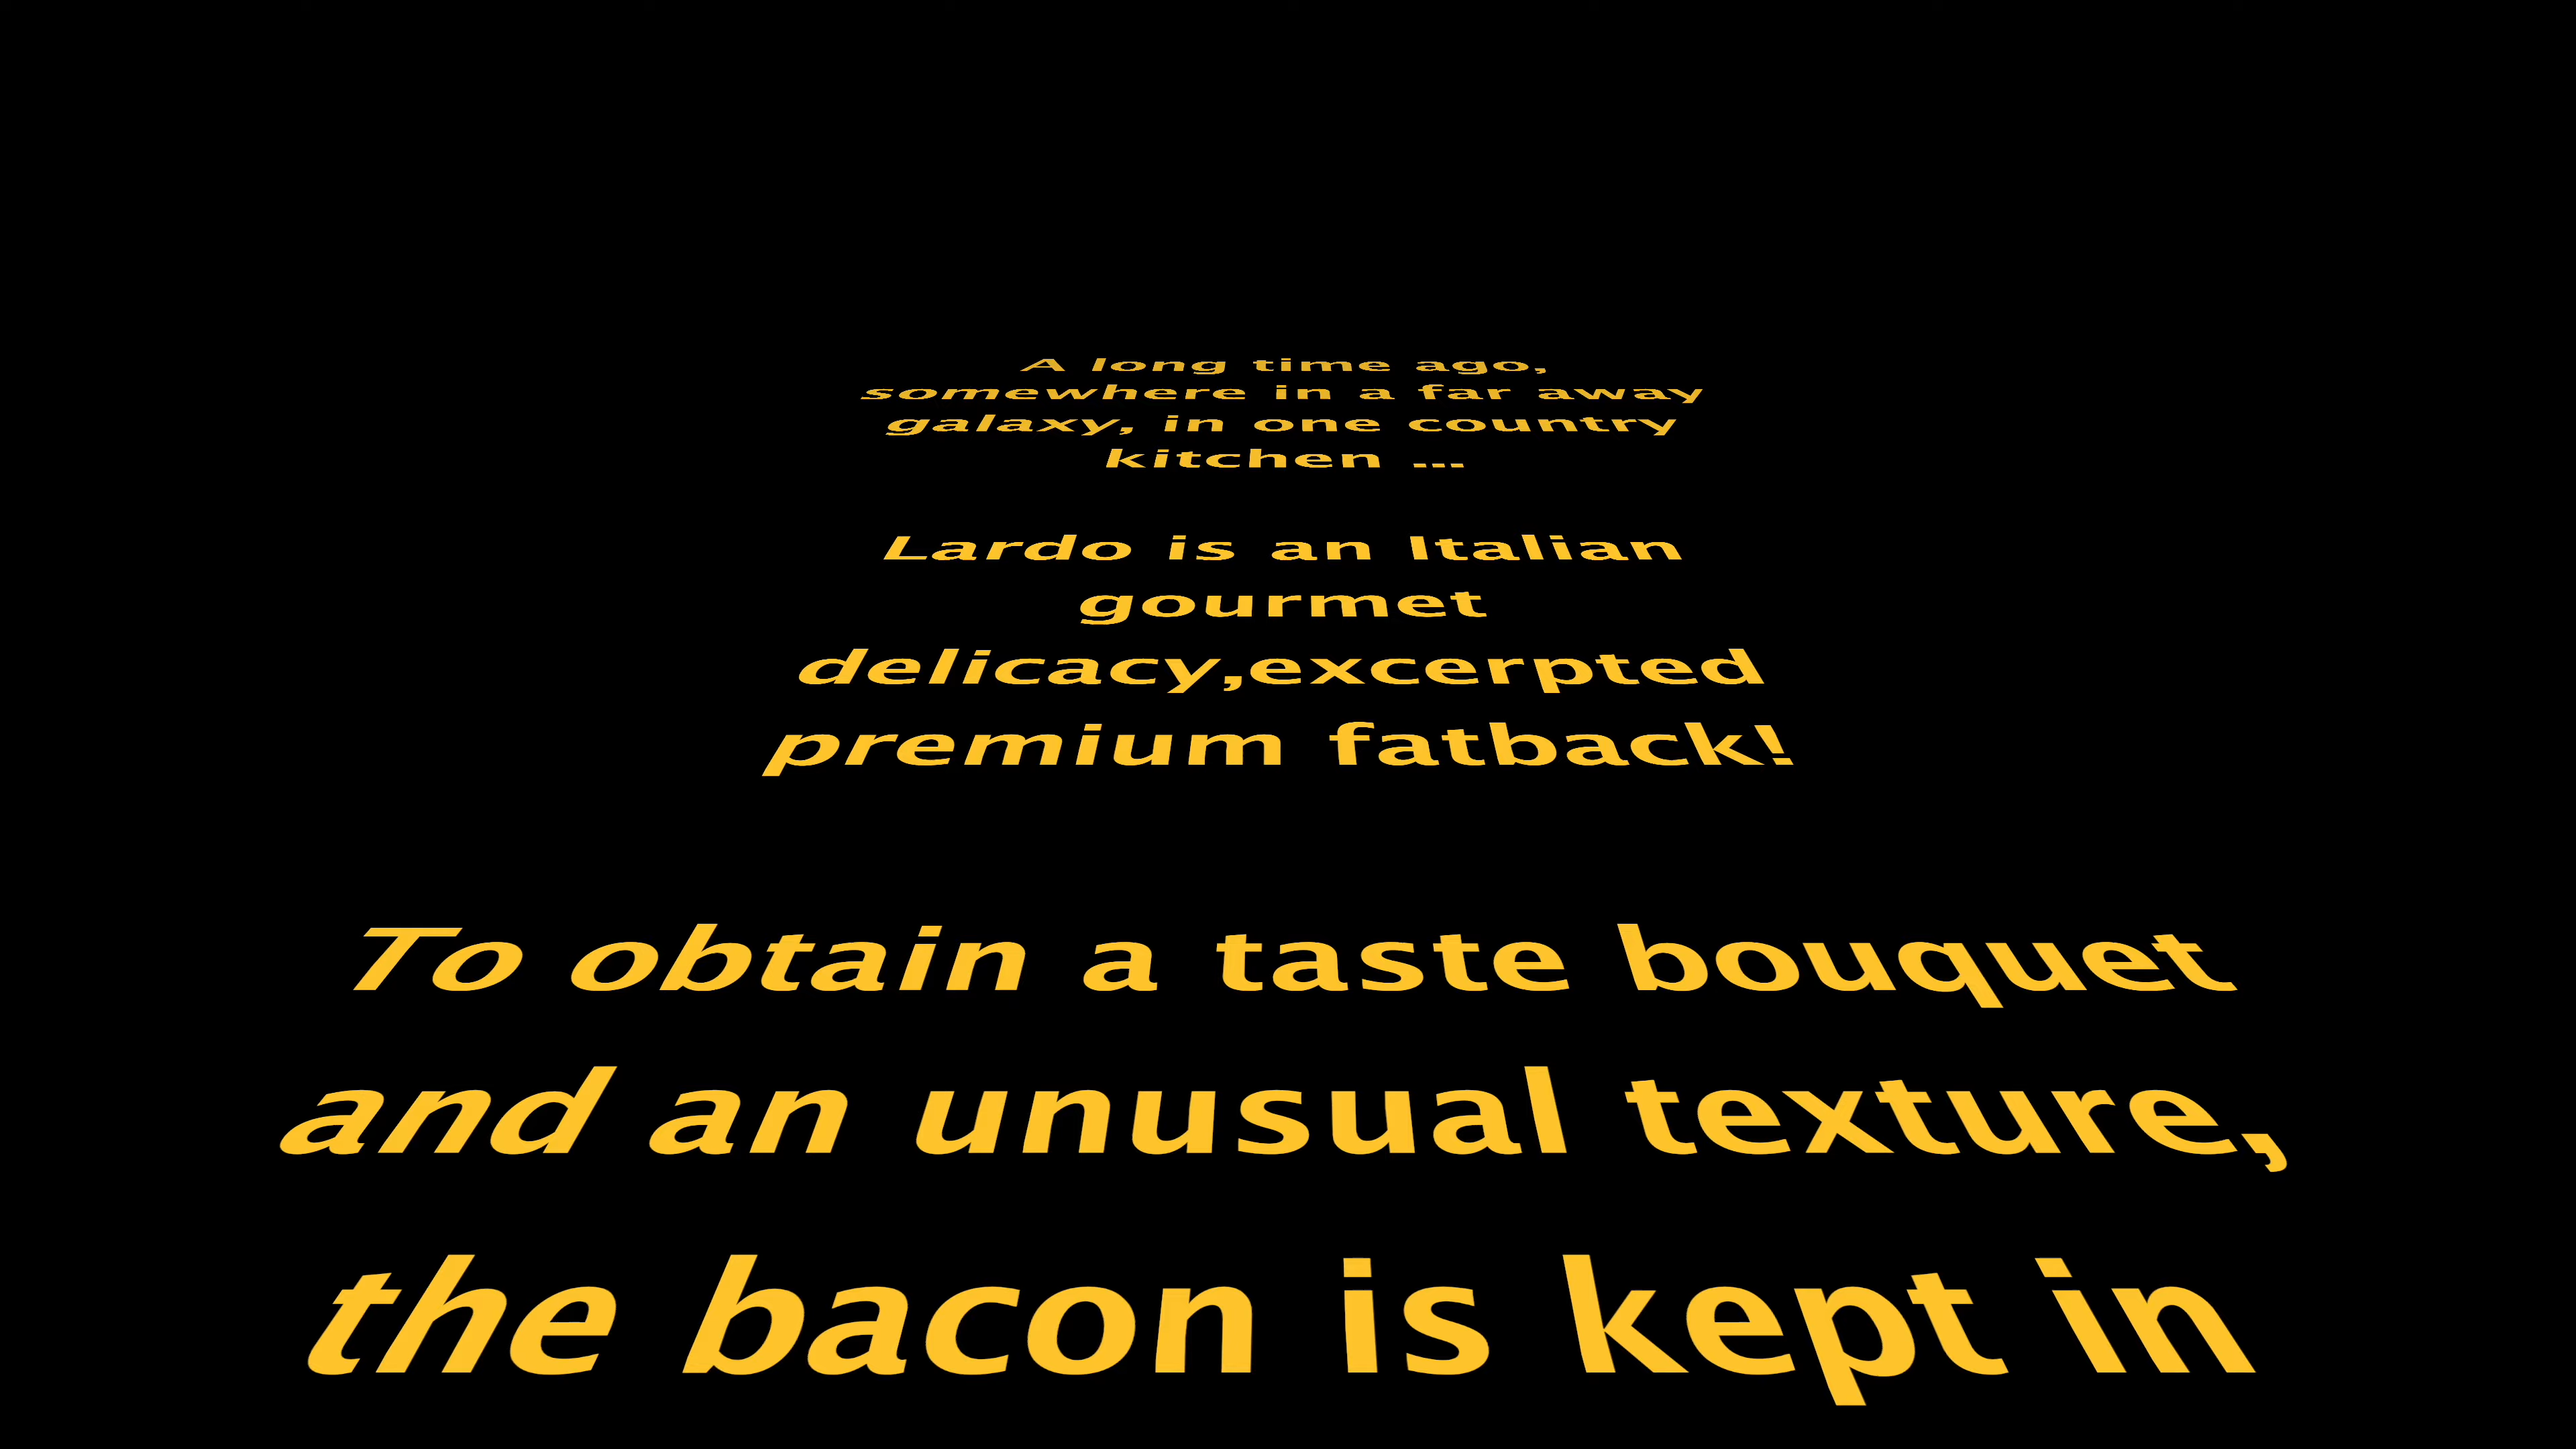 A long time ago,
somewhere in a far away
galaxy, in one country
kitchen ...
Lardo is an Italian
gourmet
delicacy,excerpted
premium fatback!
To obtain a taste bouquet
and an unusual texture,
the bacon is kept in